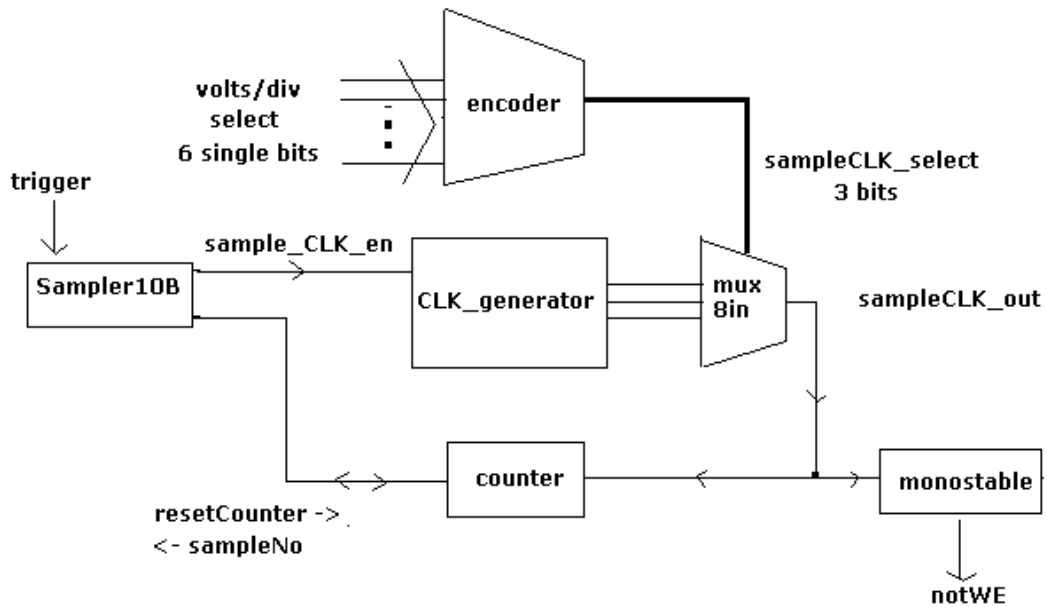 volts/div
select
6 single bits
encoder
sampleCLK_select
3 bits
trigger
Sampler10B
sample_CLK_en
CLK_generator
mux
8in
sampleCLK_out
counter
monostable
resetCounter ->
<- sampleNo
notWE